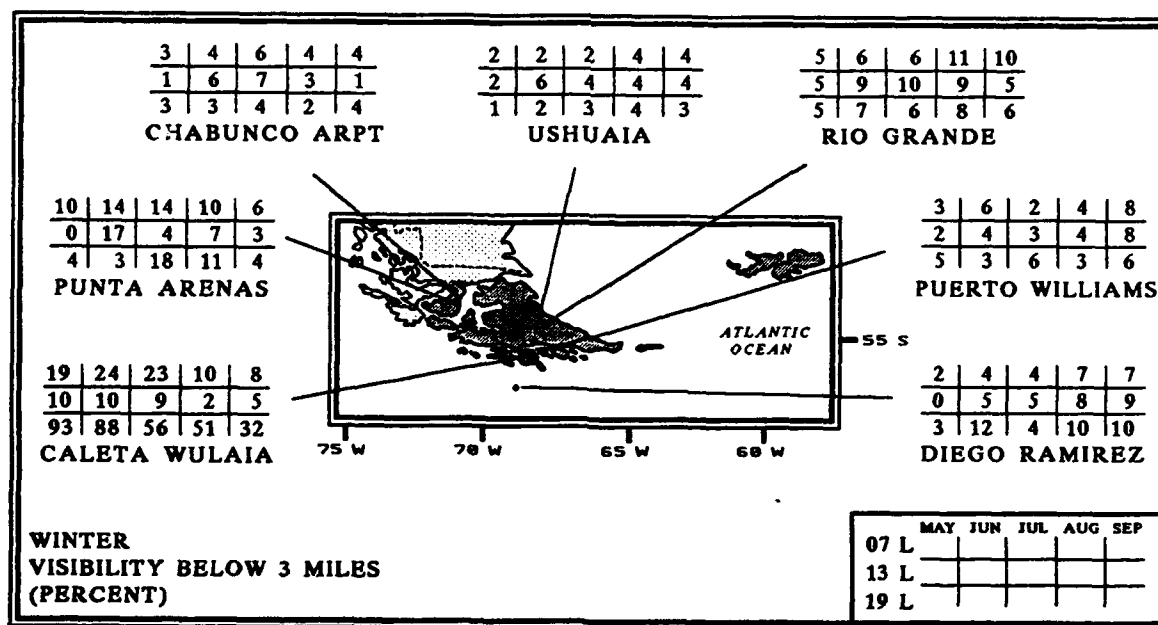 3 4 6 4 4
1 6 7 3 1
3 3 4 2 4
CHABUNCO ARPT
2 2 2 4 4
2 6 4 4 4
1 2 3 4 3
USHUAIA
5 6 6 11 10
5 9 10 9 5
5 7 6 8 6
RIO GRANDE
10 14 14 10 6
0 17 4 7 3
4 3 18 11 4
PUNTA ARENAS
3 6 2 4 8
2 4 3 4 8
5 3 6 3 6
PUERTO WILLIAMS
ATLANTIC
OCEAN
55 S
19 24 23 10 8
10 10 9 2 5
93 88 56 51 32
CALETA WULAIA
2 4 4 7 7
0 5 5 8 9
3 12 4 10 10
DIEGO RAMIREZ
75 W 70 W 65 W 60 W
WINTER
VISIBILITY BELOW 3 MILES
(PERCENT)
MAY JUN JUL AUG SEP
07 L
13 L
19 L